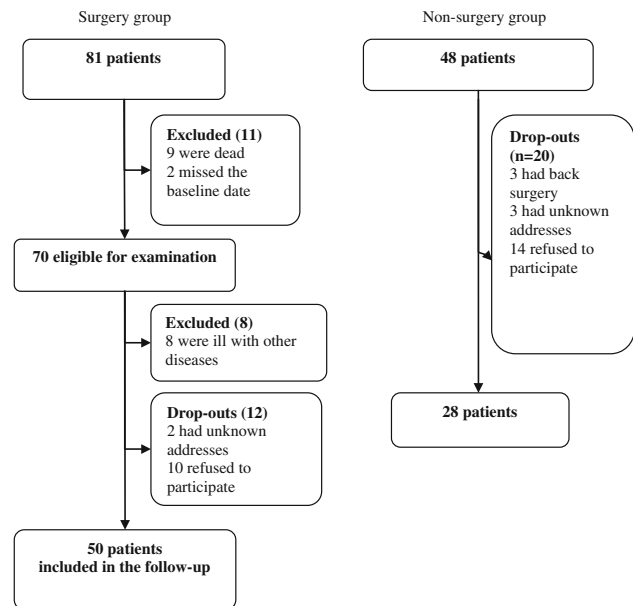 Surgery group
81 patients
Excluded (11)
9 were dead
2 missed the
baseline date
70 eligible for examination
Excluded (8)
8 were ill with other
diseases
Drop-outs (12)
2 had unknown
addresses
10 refused to
participate
50 patients
included in the follow-up
Non-surgery group
48 patients
Drop-outs
(n=20)
3 had back
surgery
3 had unknown
addresses
14 refused to
participate
28 patients